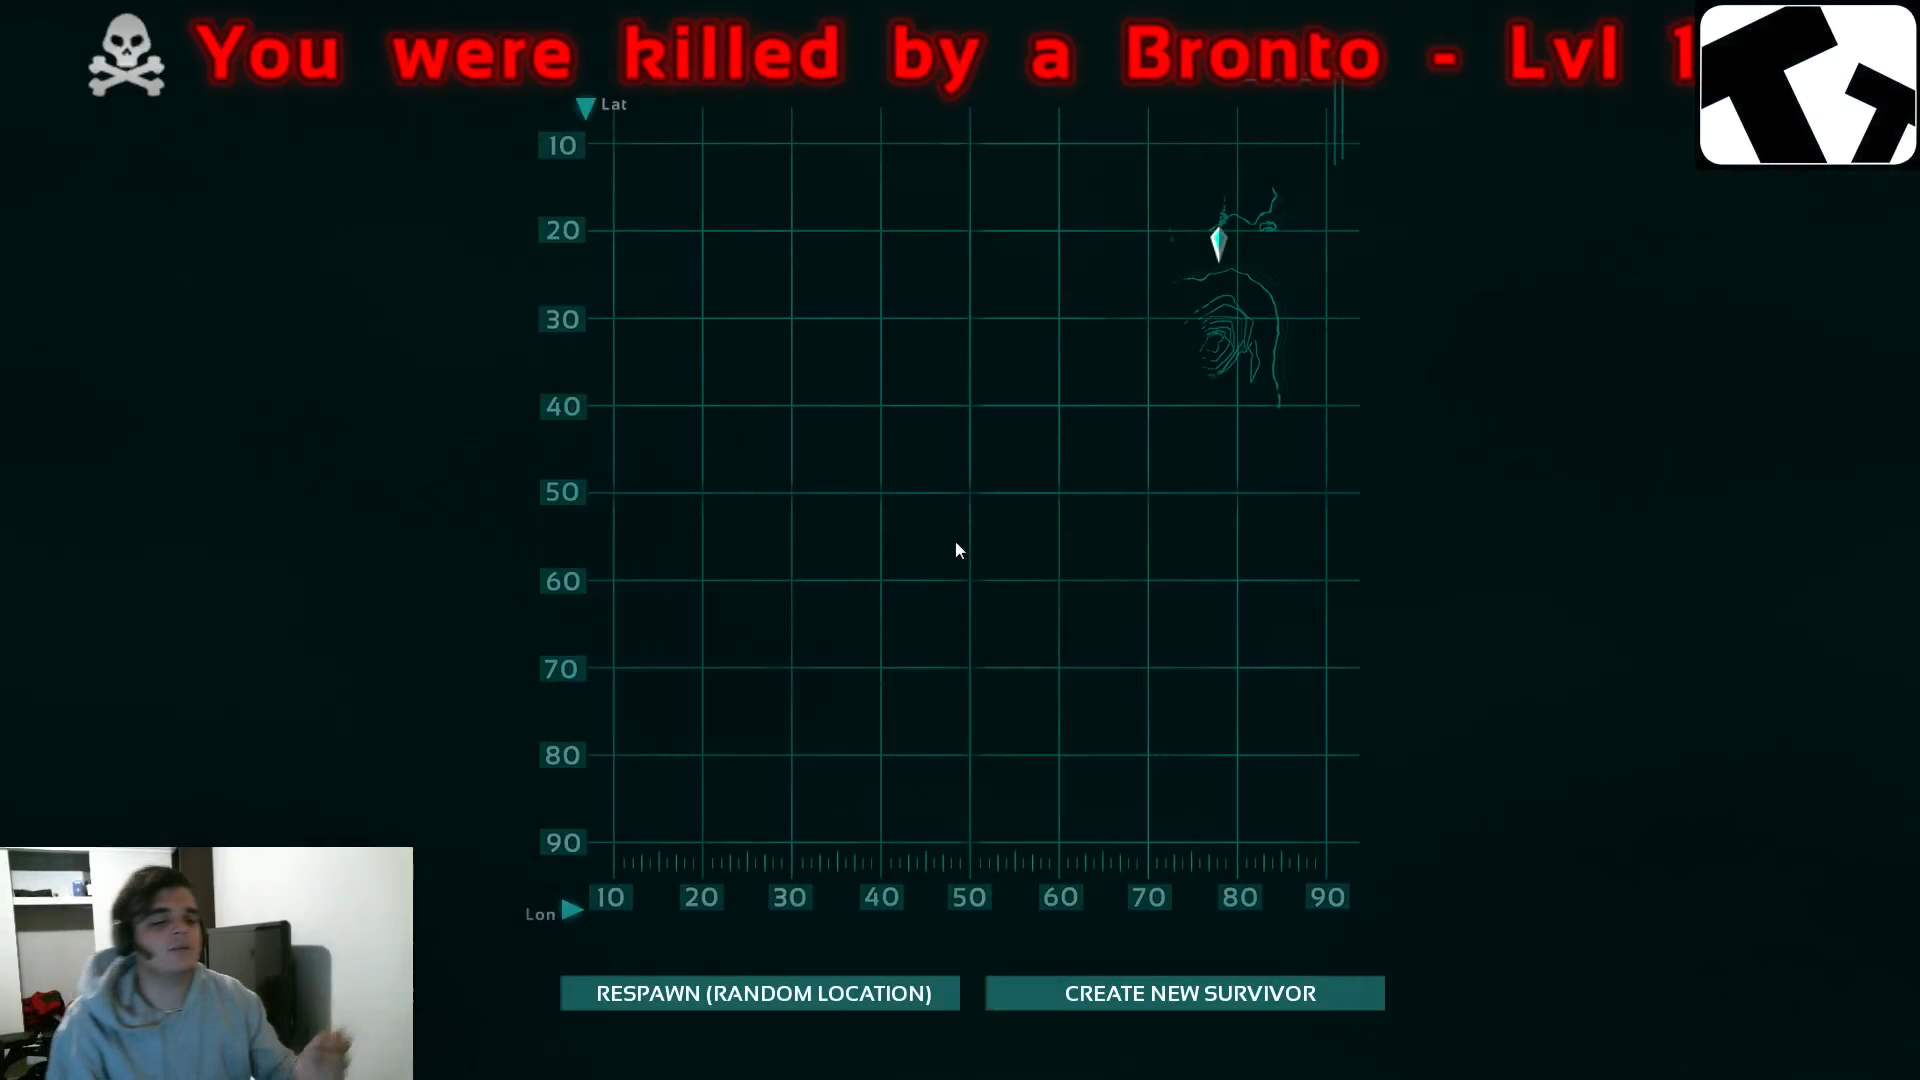 You were killed by a Bronto - Lvl 1
Lat
10
20
30
40
50
60
70
80
90
10 20 30 40 50 60 70 80 90
Lon
RESPAWN (RANDOM LOCATION) CREATE NEW SURVIVOR